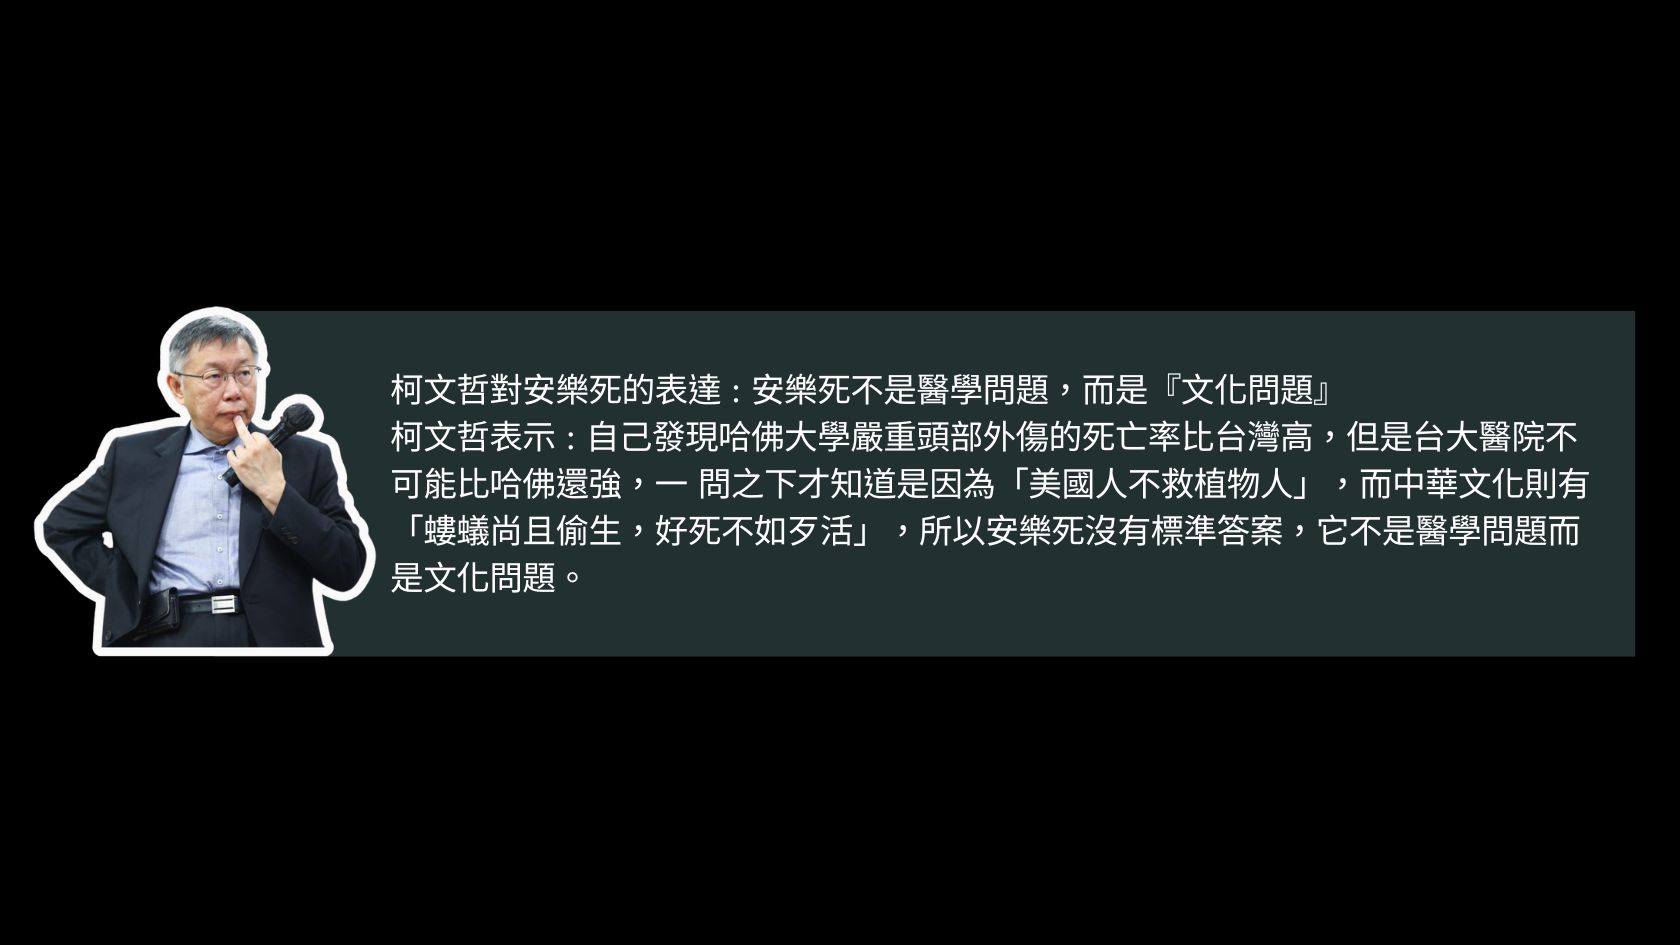 柯文哲對安樂死的表達：安樂死不是醫學問題，而是『文化問題』
柯文哲表示：自己發現哈佛大學嚴重頭部外傷的死亡率比台灣高，但是台大醫院不
可能比哈佛還強，一 問之下才知道是因為「美國人不救植物人」，而中華文化則有
「螻蟻尚且偷生，好死不如歹活」，所以安樂死沒有標準答案，它不是醫學問題而
是文化問題。